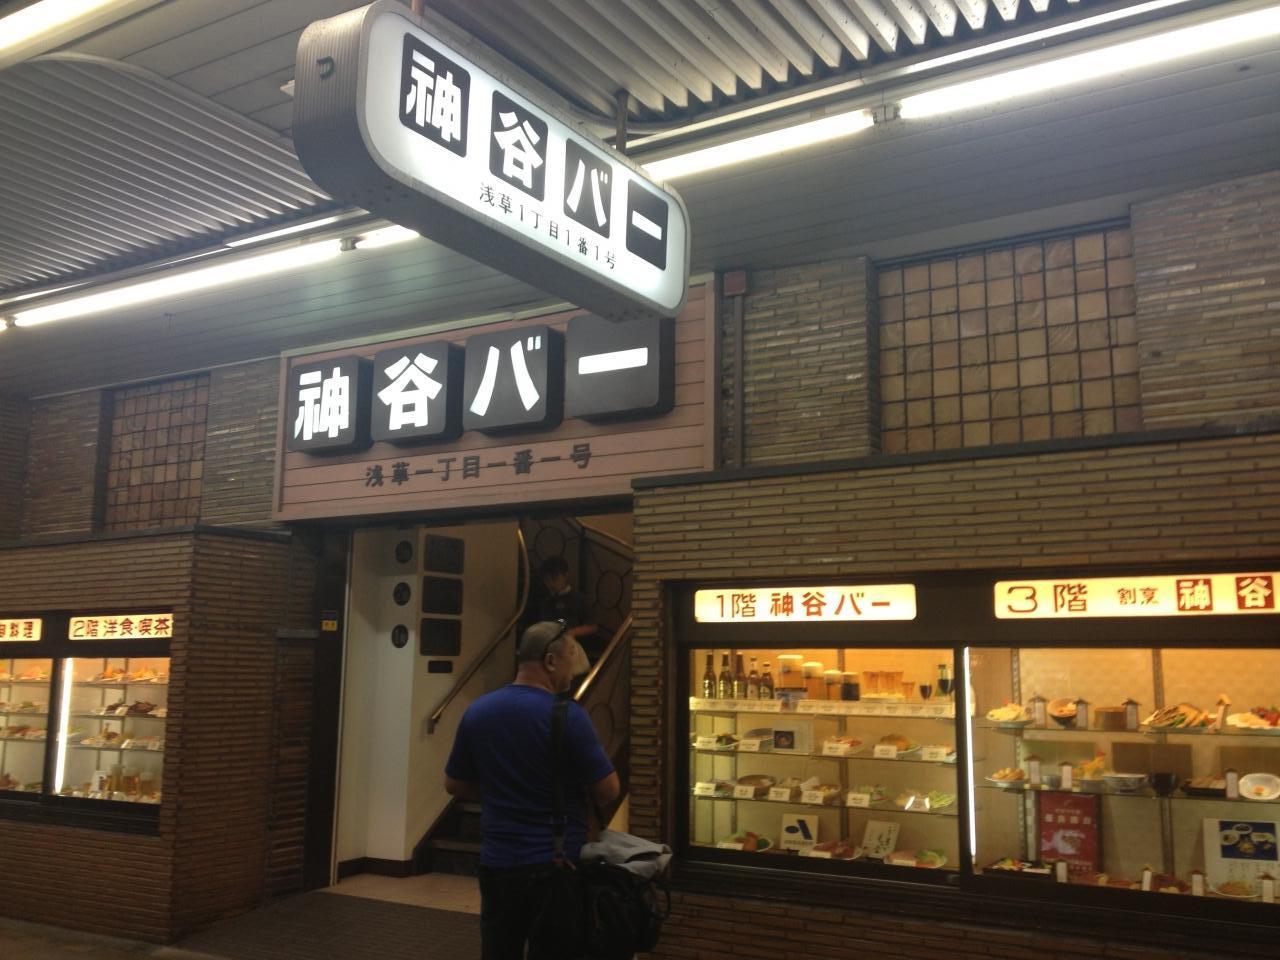 神谷バー
浅草1丁目1番1号
神谷バー
浅草一丁目一番一号
2階 洋食・喫茶
1階 神谷バー
3階 割烹 神谷